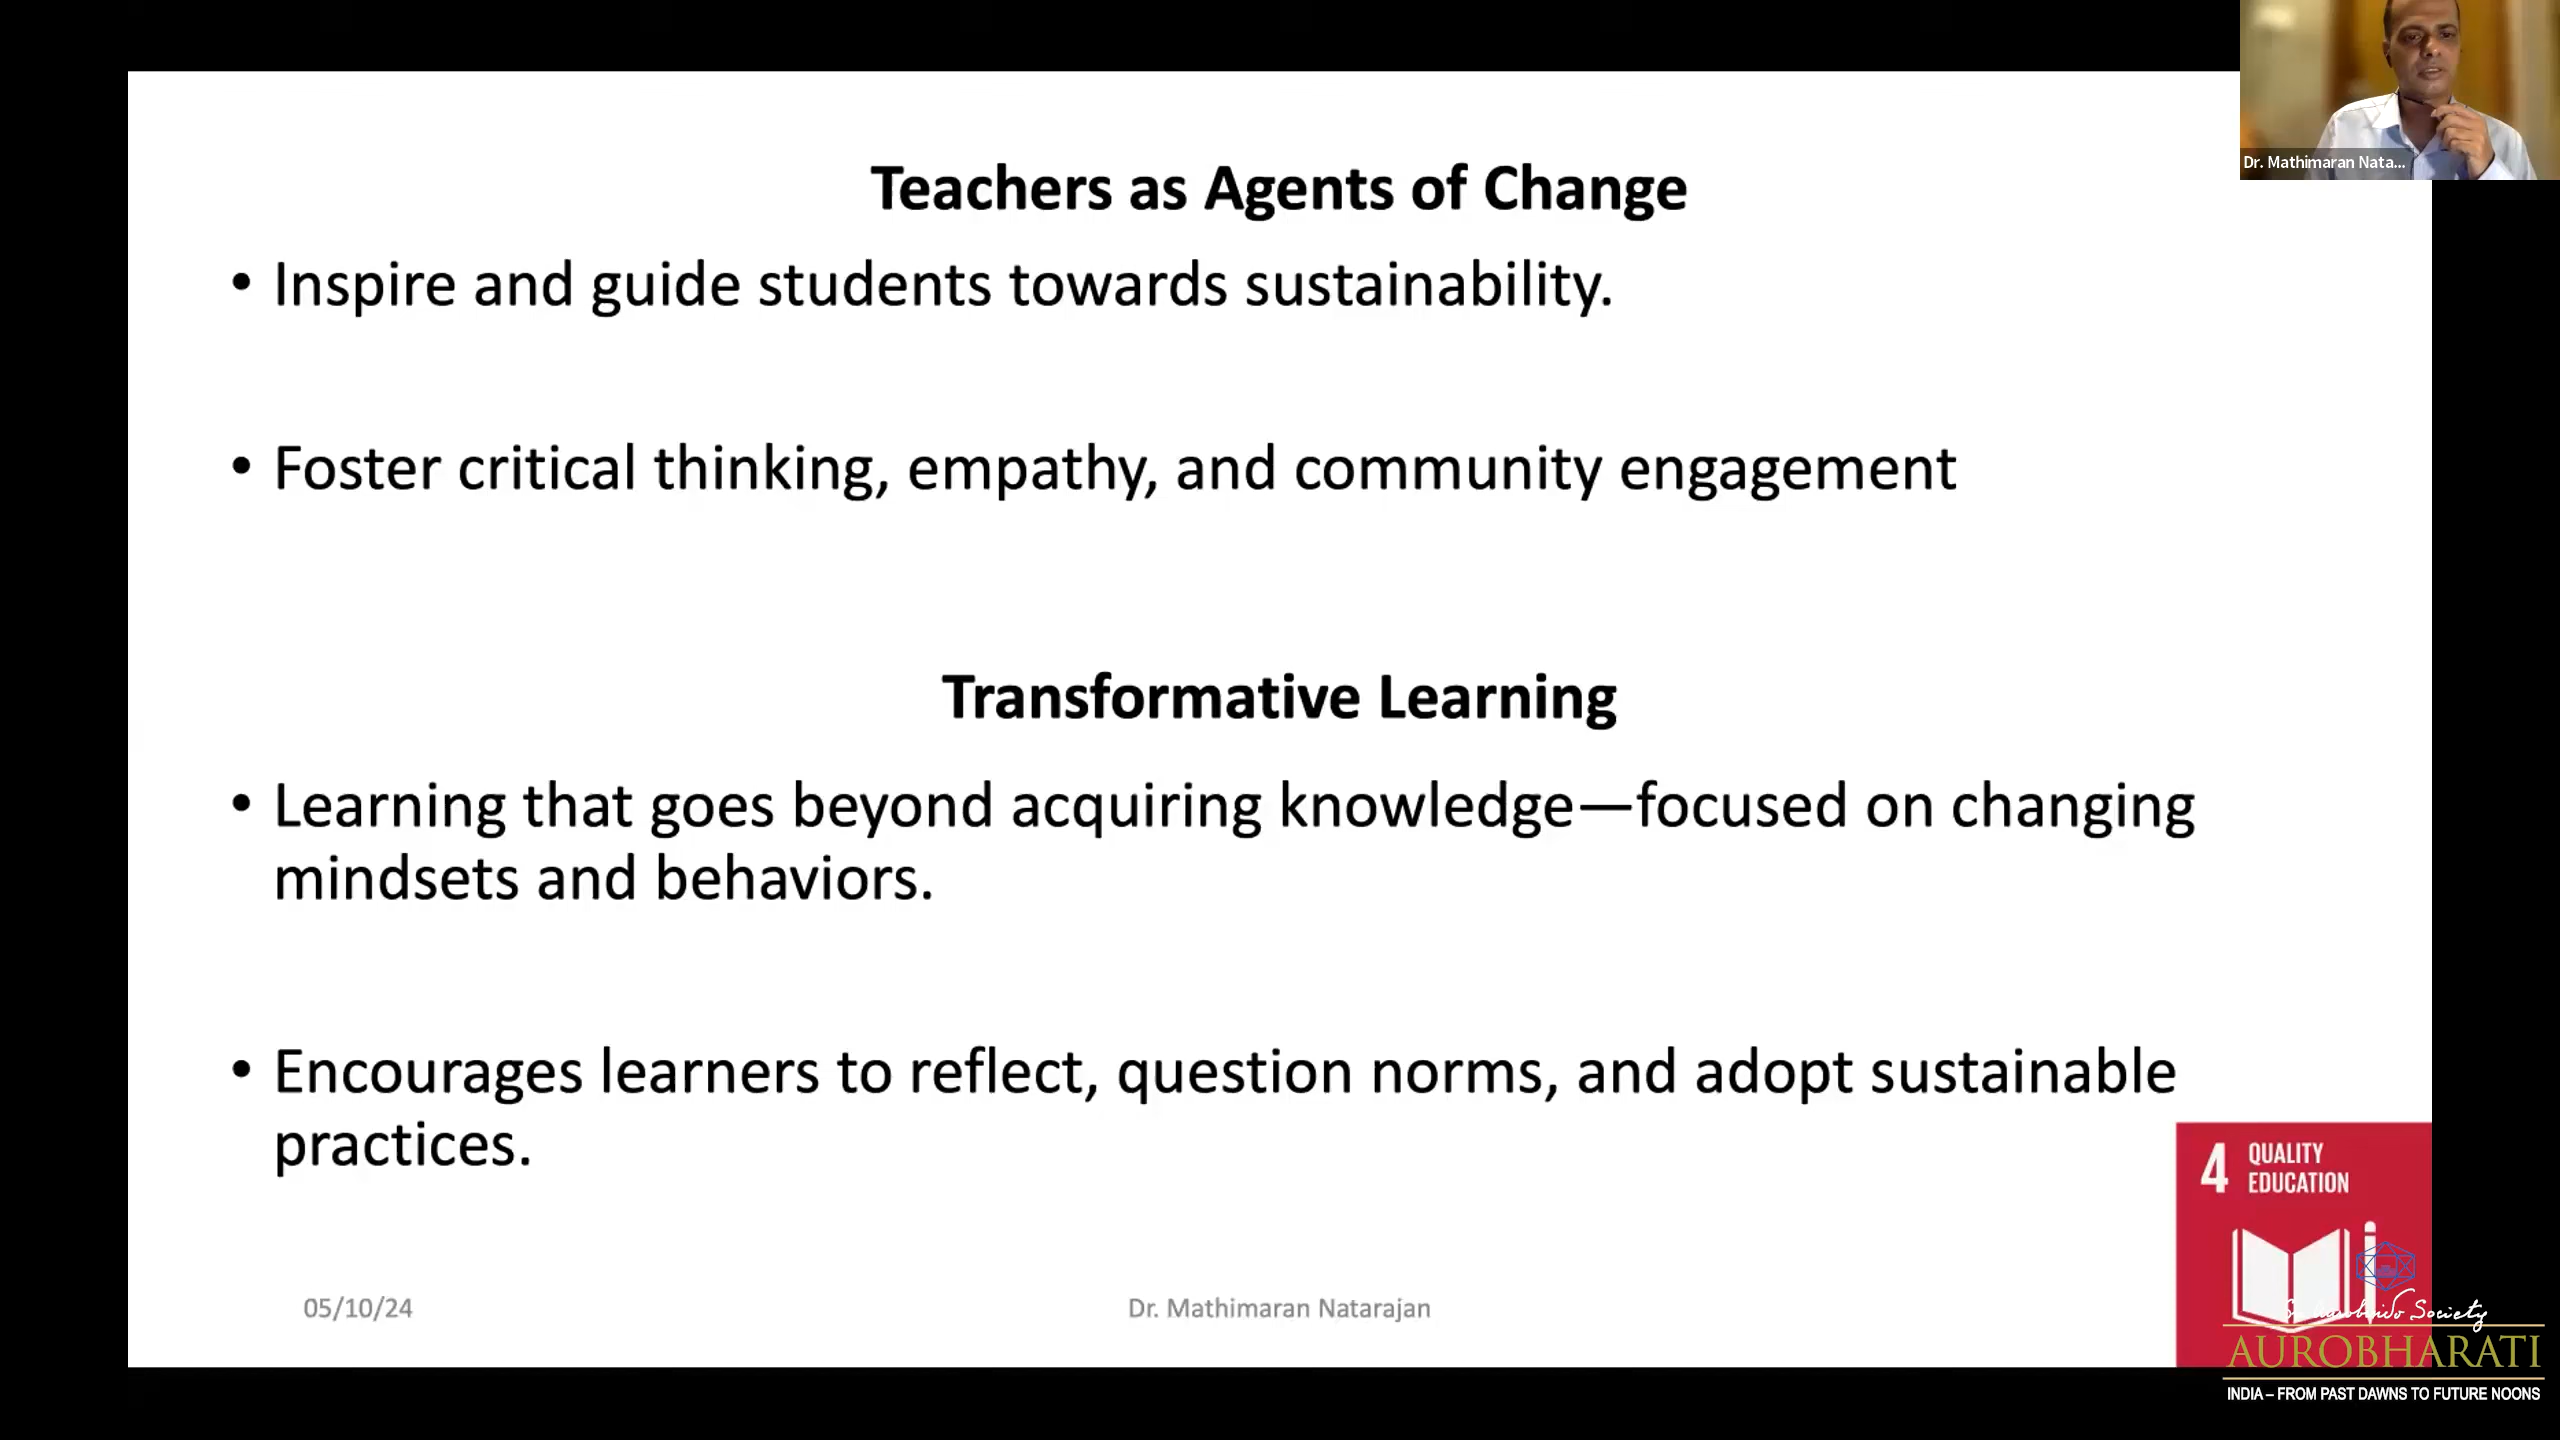 Dr. Mathimaran Nata...
Teachers as Agents of Change
• Inspire and guide students towards sustainability.
• Foster critical thinking, empathy, and community engagement
Transformative Learning
• Learning that goes beyond acquiring knowledge—focused on changing
mindsets and behaviors.
• Encourages learners to reflect, question norms, and adopt sustainable
practices.
4 QUALITY
EDUCATION
05/10/24
Dr. Mathimaran Natarajan
Sri Aurobindo Society
AUROBHARATI
INDIA – FROM PAST DAWNS TO FUTURE NOONS